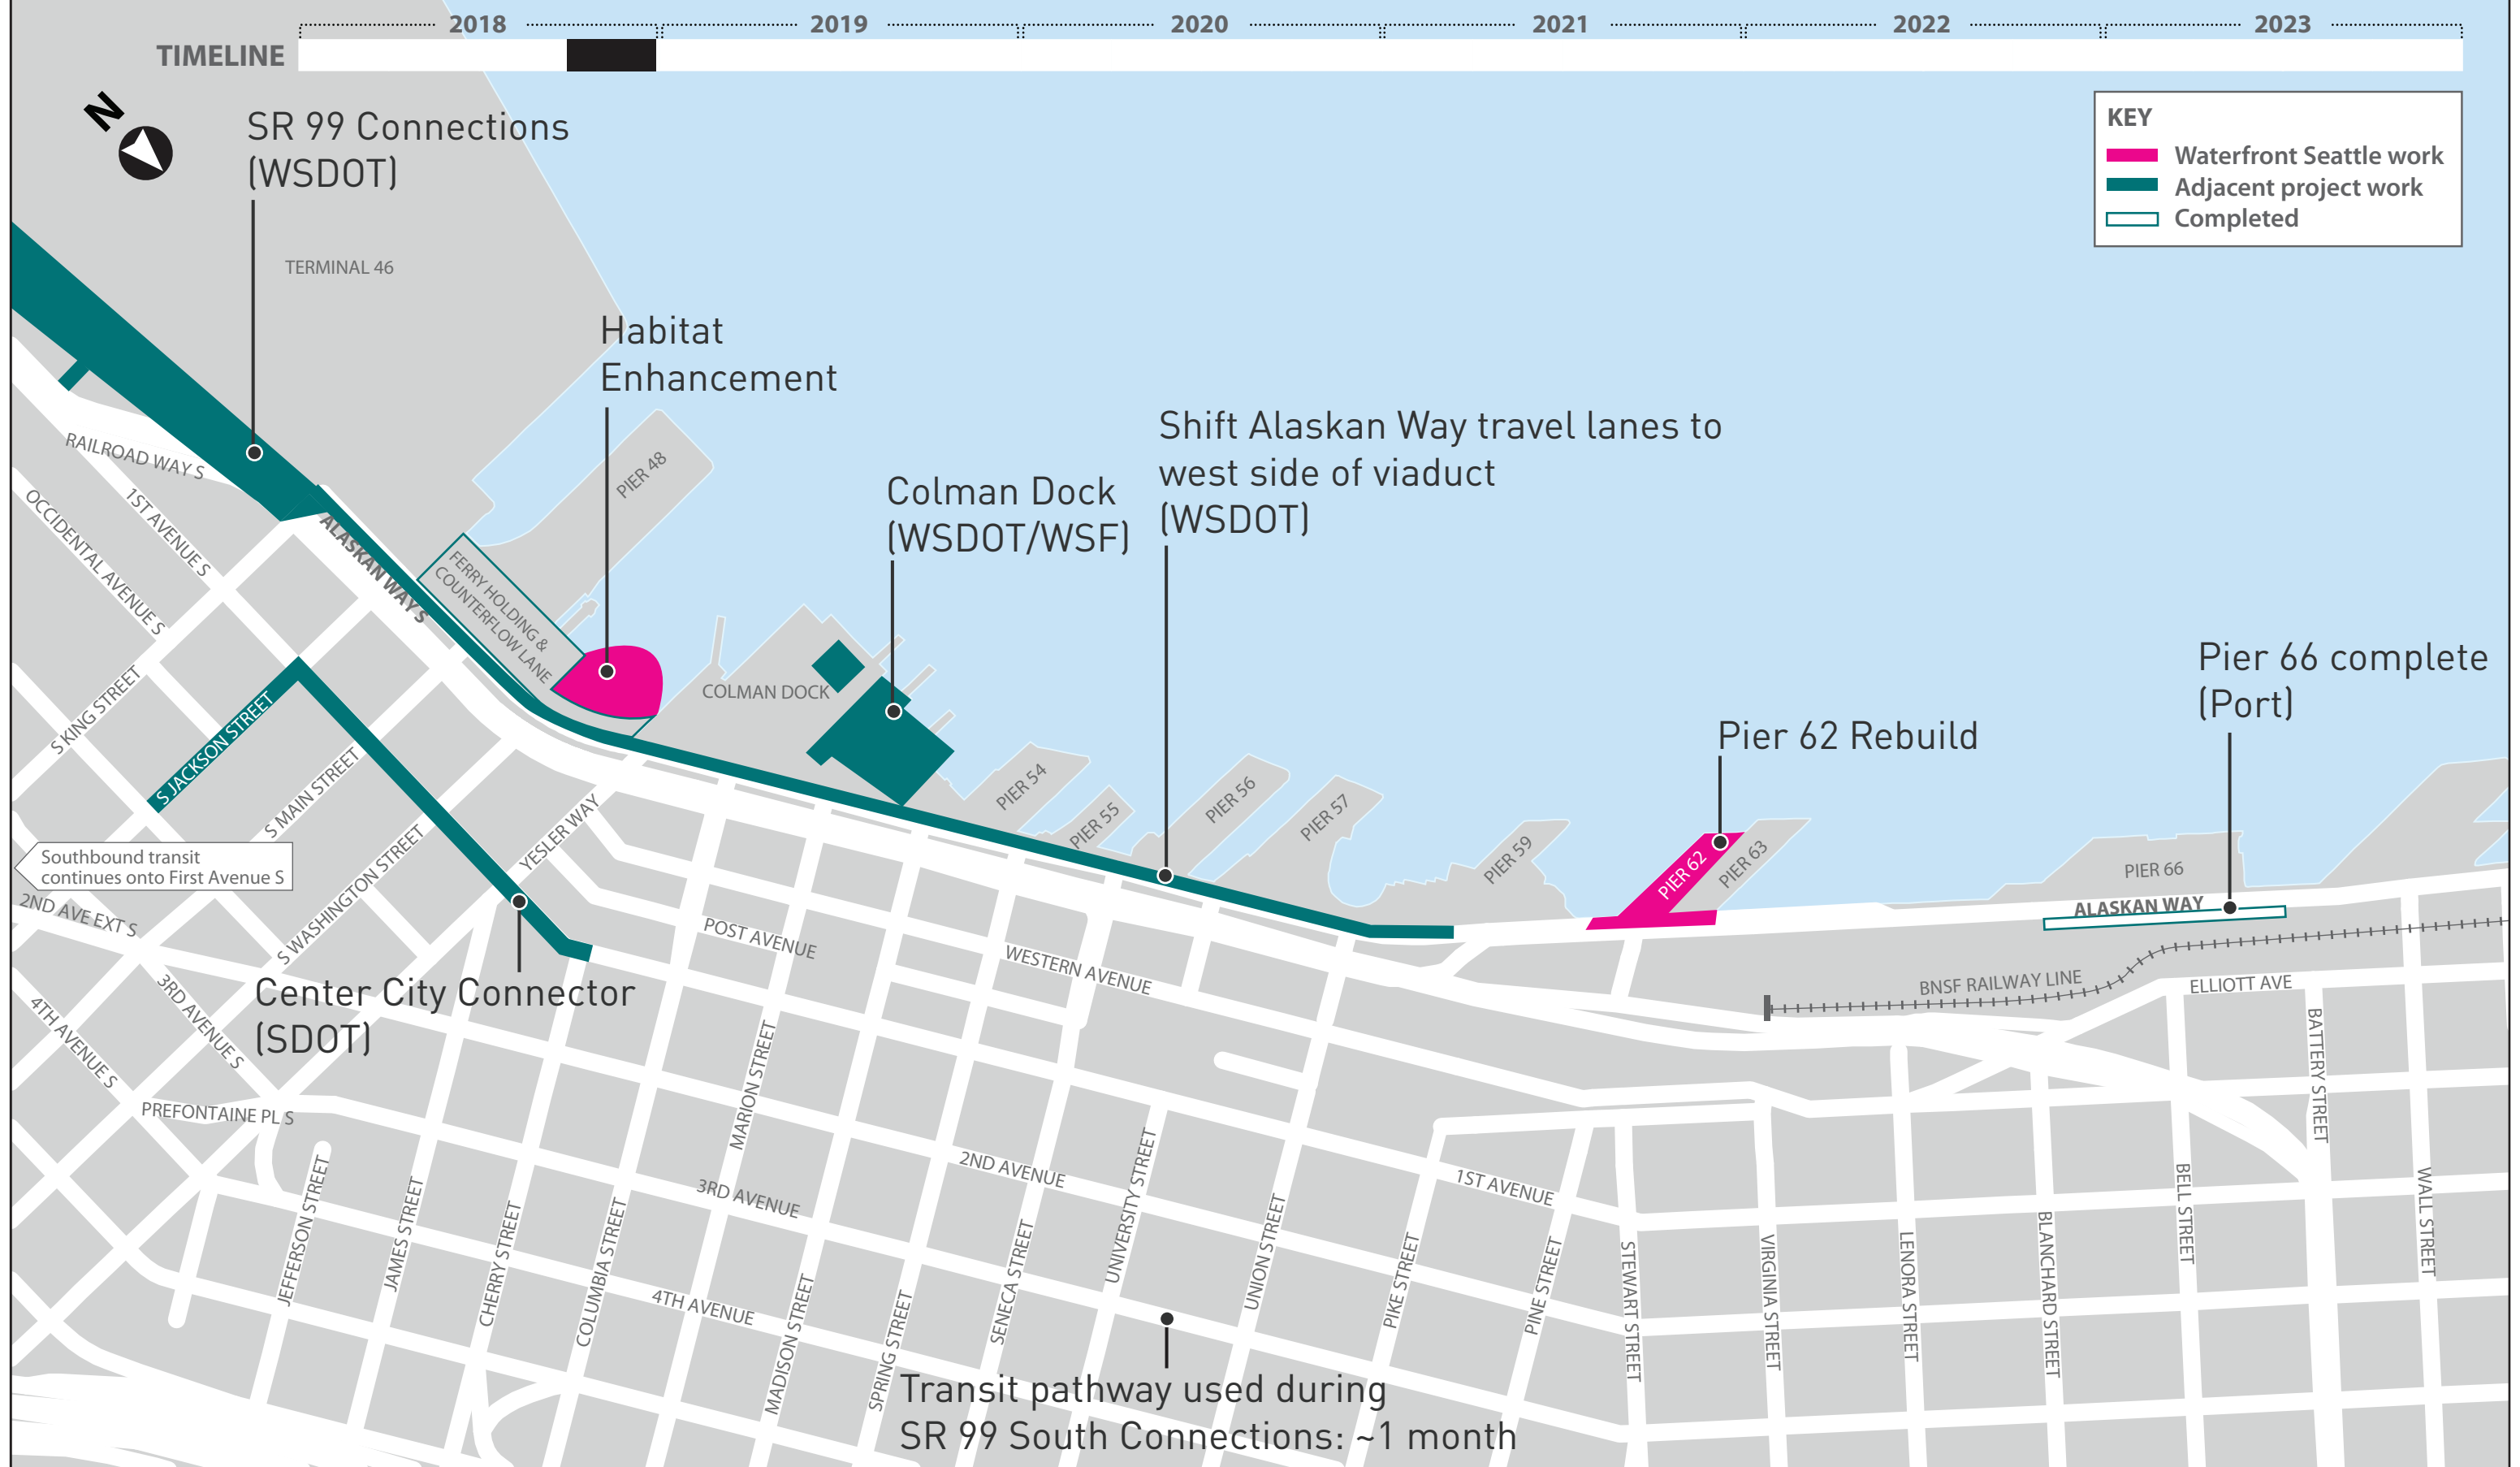 2018
2019
2020
2021
2022
2023
TIMELINE
N
KEY
Waterfront Seattle work
Adjacent project work
Completed
SR 99 Connections
(WSDOT)
TERMINAL 46
Habitat
Enhancement
Colman Dock
(WSDOT/WSF)
Shift Alaskan Way travel lanes to
west side of viaduct
(WSDOT)
Pier 62 Rebuild
Pier 66 complete
(Port)
RAILROAD WAY S
OCCIDENTAL AVENUE S
1ST AVENUE S
ALASKAN WAY S
PIER 48
FERRY HOLDING &
COUNTERFLOW LANE
COLMAN DOCK
PIER 54
PIER 55
PIER 56
PIER 57
PIER 59
PIER 62
PIER 63
PIER 66
ALASKAN WAY
S KING STREET
S JACKSON STREET
S MAIN STREET
S WASHINGTON STREET
YESLER WAY
Southbound transit
continues onto First Avenue S
2ND AVE EXT S
3RD AVENUE S
4TH AVENUE S
PREFONTAINE PL S
Center City Connector
(SDOT)
POST AVENUE
WESTERN AVENUE
BNSF RAILWAY LINE
ELLIOTT AVE
BATTERY STREET
MARION STREET
2ND AVENUE
3RD AVENUE
1ST AVENUE
4TH AVENUE
JEFFERSON STREET
JAMES STREET
CHERRY STREET
COLUMBIA STREET
MADISON STREET
SPRING STREET
SENECA STREET
UNIVERSITY STREET
UNION STREET
PIKE STREET
PINE STREET
STEWART STREET
VIRGINIA STREET
LENORA STREET
BLANCHARD STREET
BELL STREET
WALL STREET
Transit pathway used during
SR 99 South Connections: ~1 month